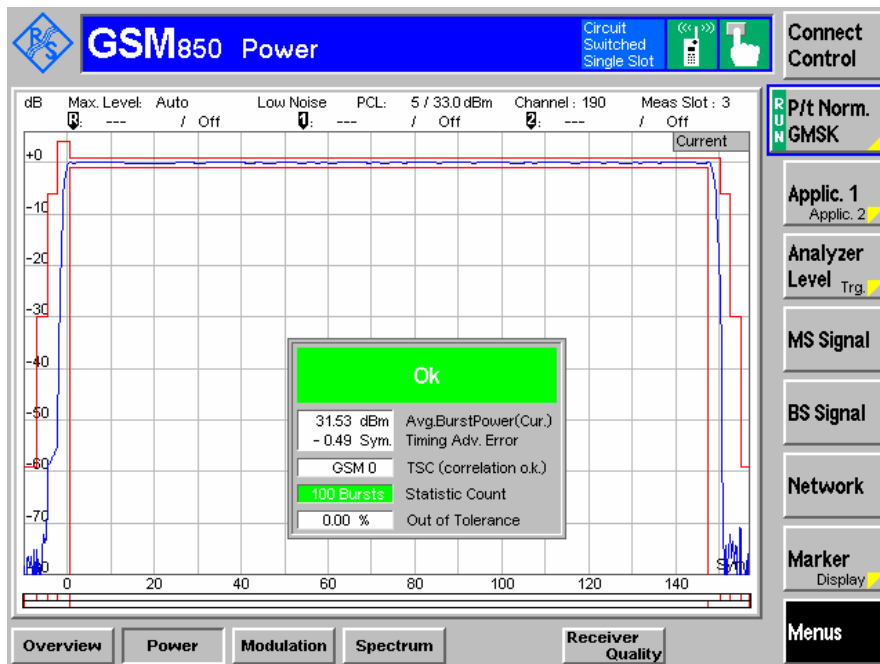 R&S
GSM850 Power
Circuit
Switched
Single Slot
Connect
Control
dB Max. Level: Auto Low Noise PCL: 5 / 33.0 dBm Channel : 190 Meas Slot : 3
R: --- / Off 1: --- / Off 2: --- / Off
RUN
P/t Norm.
GMSK
Current
+0
-10
-20
-30
-40
-50
-60
-70
Applic. 1
Applic. 2
Analyzer
Level Trg.
MS Signal
BS Signal
Network
Marker
Display
Menus
Ok
31.53 dBm Avg.BurstPower(Cur.)
- 0.49 Sym. Timing Adv. Error
GSM 0 TSC (correlation o.k.)
100 Bursts Statistic Count
0.00 % Out of Tolerance
0 20 40 60 80 100 120 140
Overview Power Modulation Spectrum Receiver
Quality